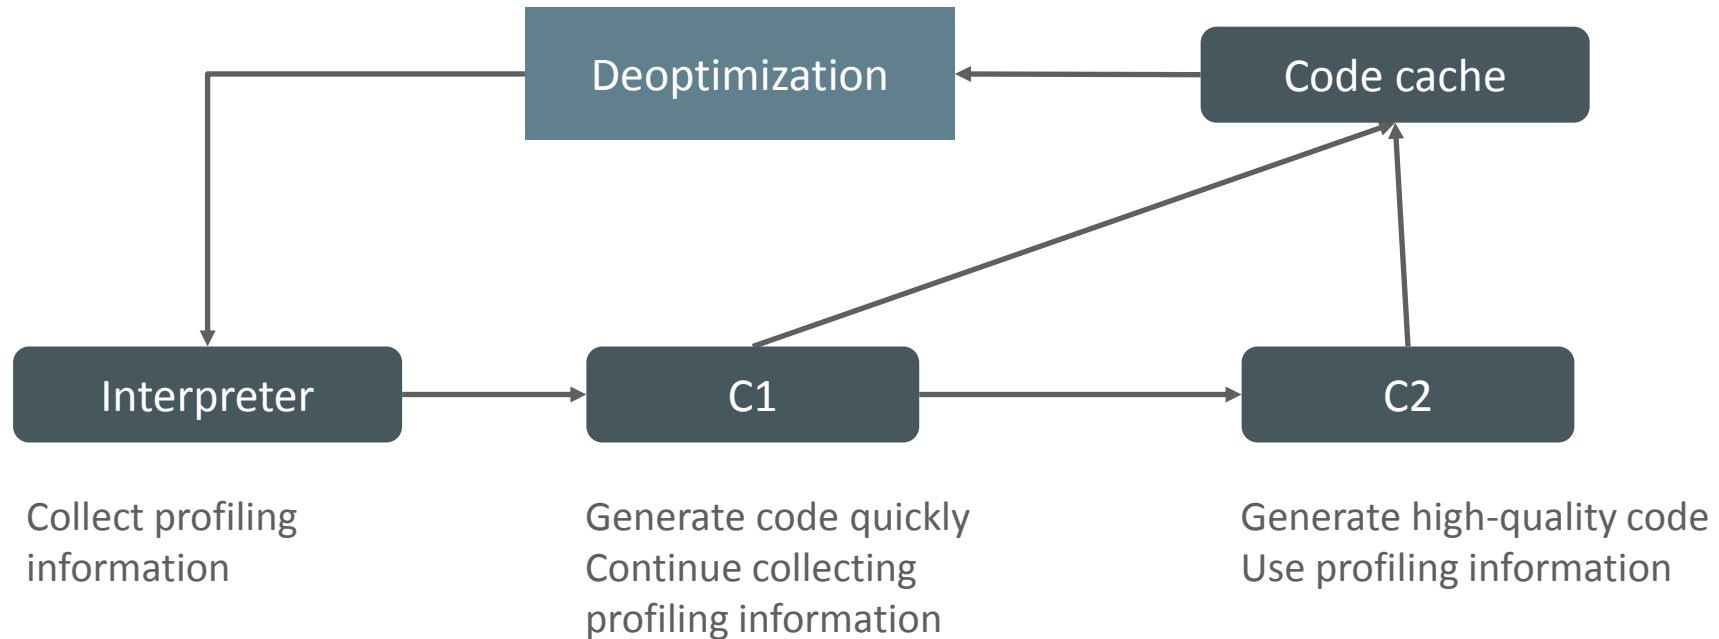 Deoptimization
Code cache
Interpreter
C1
C2
Collect profiling
information
Generate code quickly
Continue collecting
profiling information
Generate high-quality code
Use profiling information